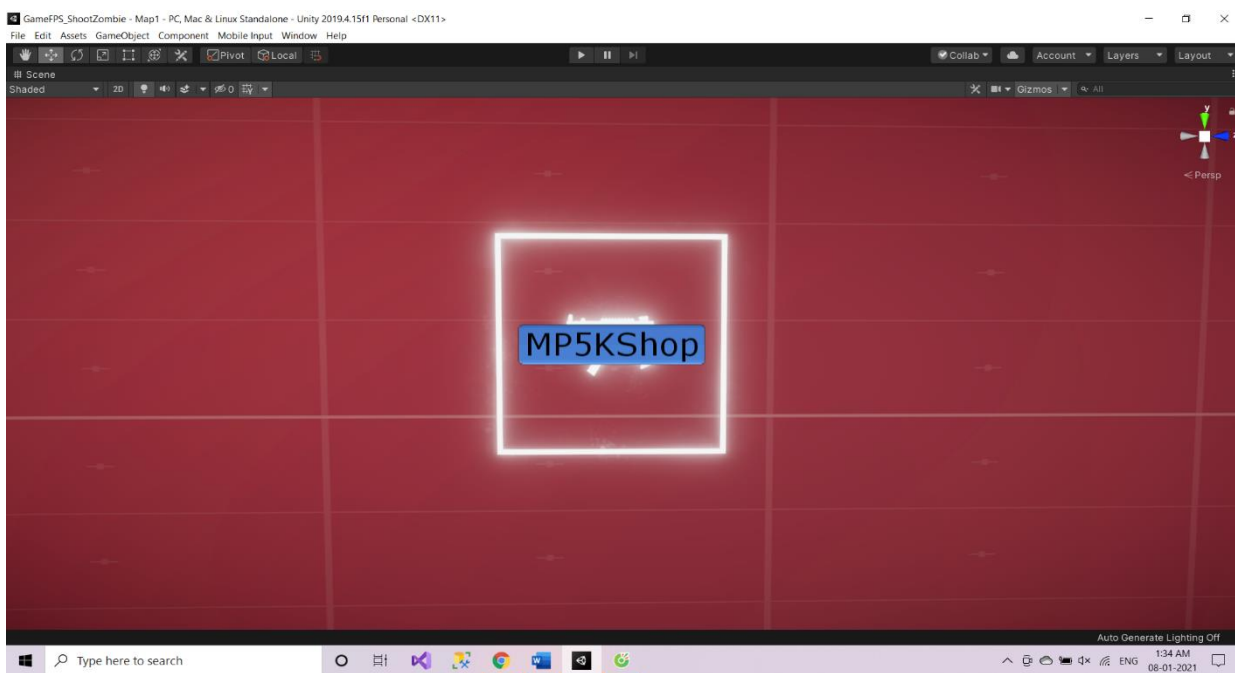 GameFPS_ShootZombie - Map1 - PC, Mac & Linux Standalone - Unity 2019.4.15f1 Personal <DX11>
File Edit Assets GameObject Component Mobile Input Window Help
Pivot Local Collab Account Layers Layout
Scene
Shaded 2D 0 Gizmos All
y
Persp
MP5KShop
Auto Generate Lighting Off
Type here to search ENG 1:34 AM
08-01-2021